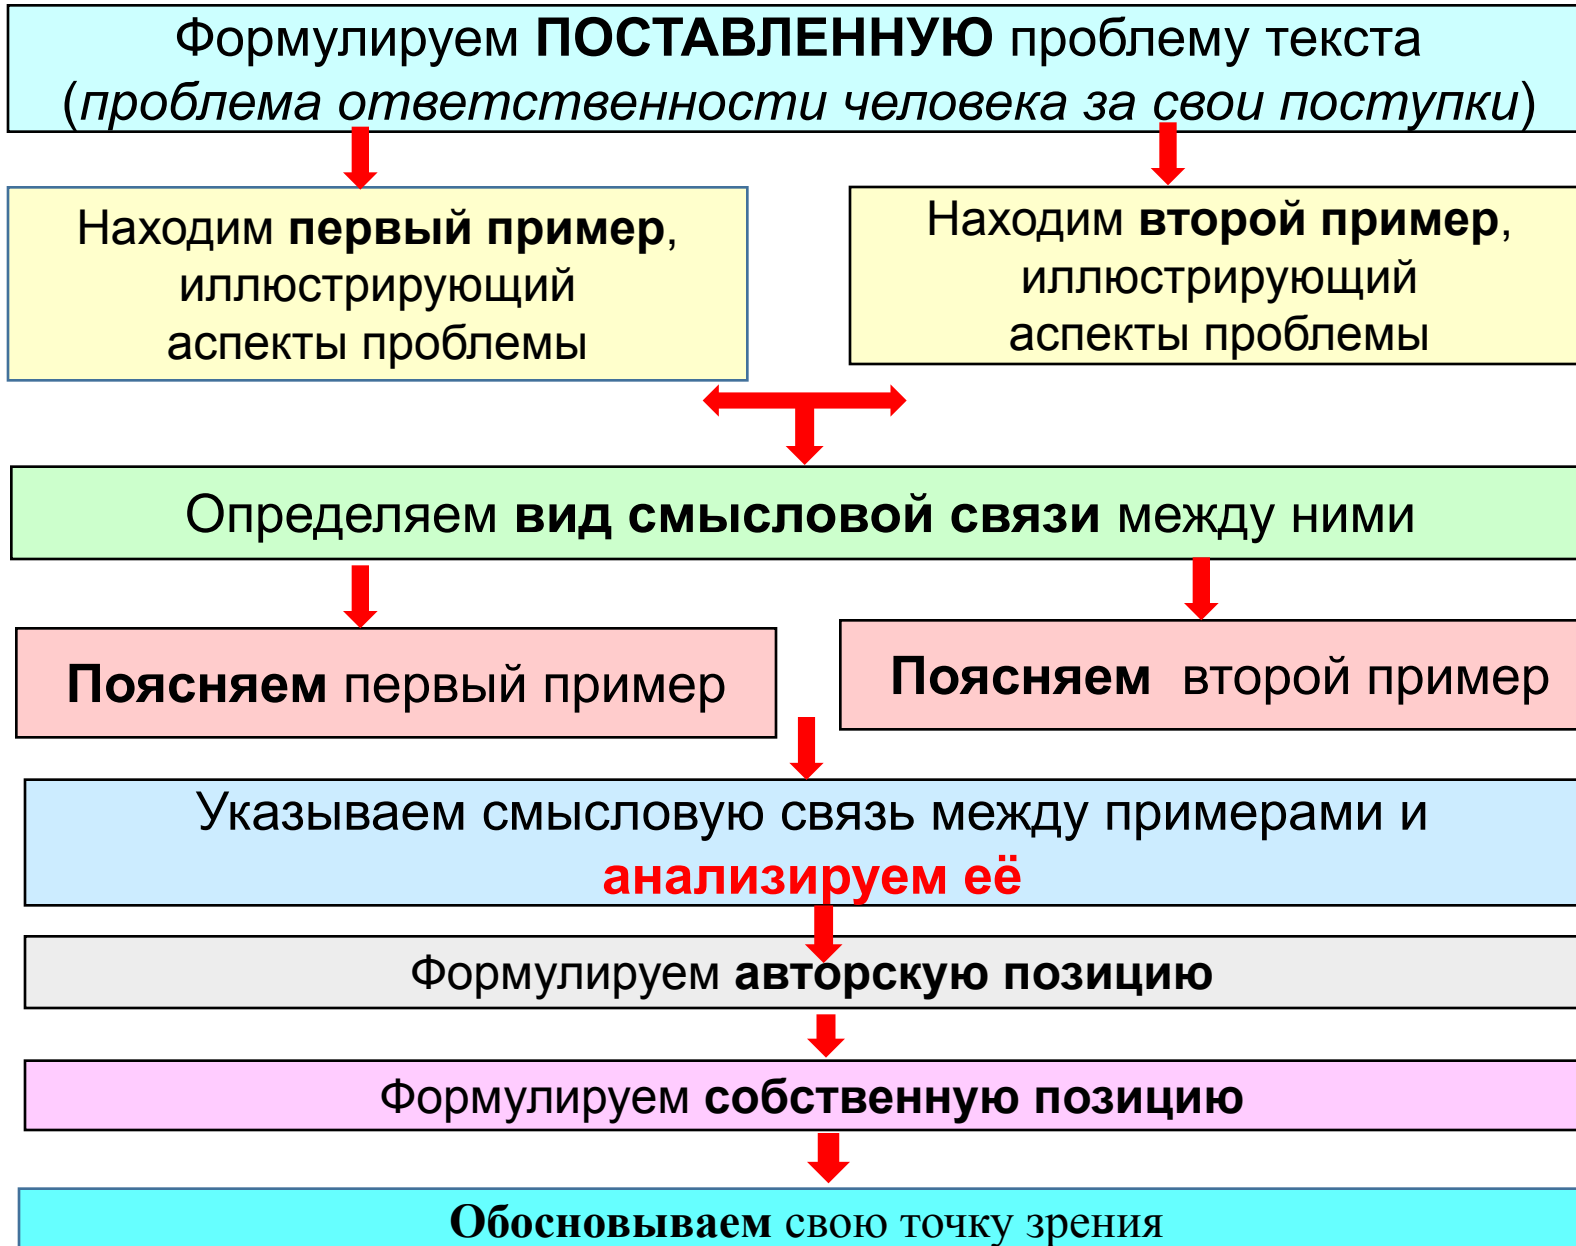 Формулируем ПОСТАВЛЕННУЮ проблему текста
(проблема ответственности человека за свои поступки)
Находим первый пример,
иллюстрирующий
аспекты проблемы
Находим второй пример,
иллюстрирующий
аспекты проблемы
Определяем вид смысловой связи между ними
Поясняем первый пример
Поясняем второй пример
Указываем смысловую связь между примерами и
анализируем её
Формулируем авторскую позицию
Формулируем собственную позицию
Обосновываем свою точку зрения